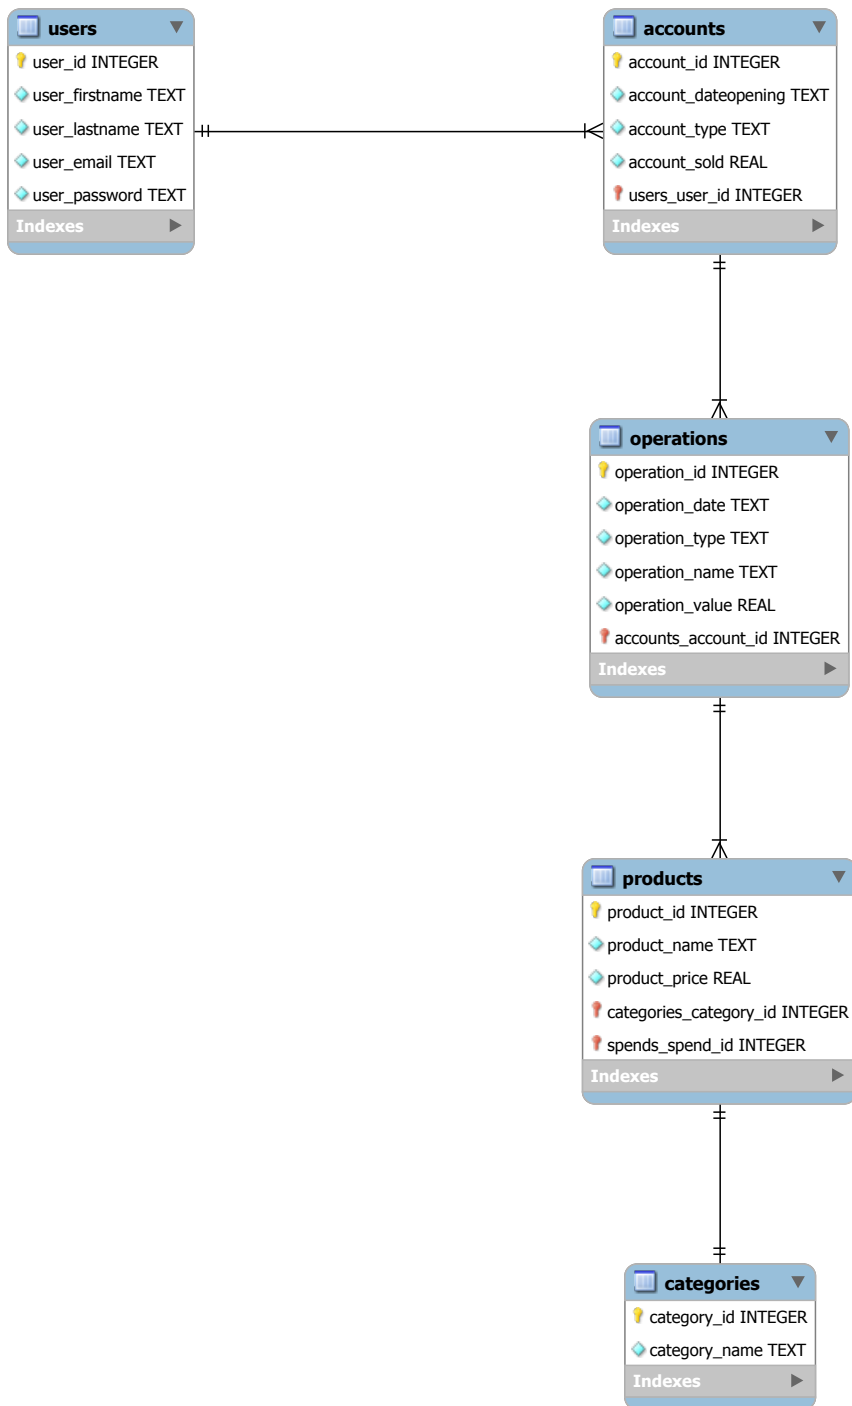 users
user_id INTEGER
user_firstname TEXT
user_lastname TEXT
user_email TEXT
user_password TEXT
Indexes
accounts
account_id INTEGER
account_dateopening TEXT
account_type TEXT
account_sold REAL
users_user_id INTEGER
Indexes
operations
operation_id INTEGER
operation_date TEXT
operation_type TEXT
operation_name TEXT
operation_value REAL
accounts_account_id INTEGER
Indexes
products
product_id INTEGER
product_name TEXT
product_price REAL
categories_category_id INTEGER
spends_spend_id INTEGER
Indexes
categories
category_id INTEGER
category_name TEXT
Indexes